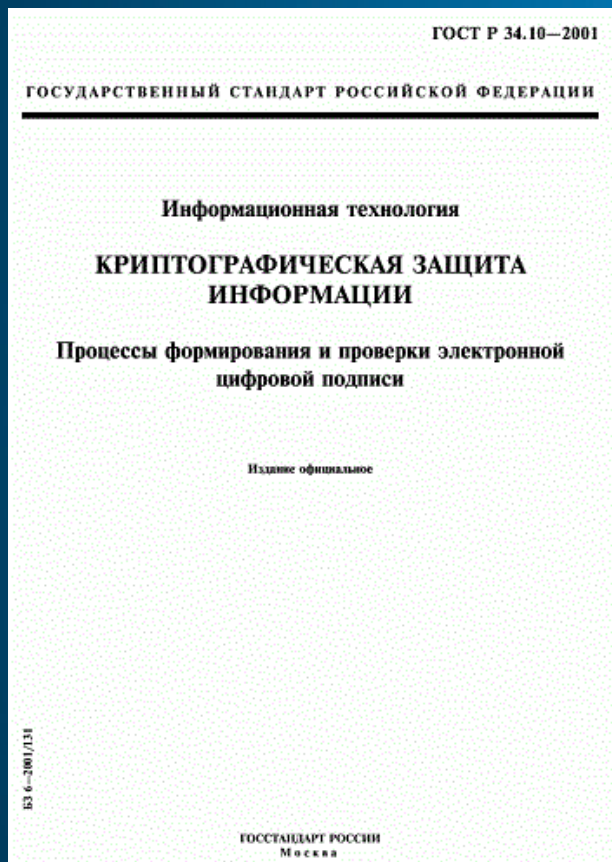 ГОСТ Р 34.10—2001
ГОСУДАРСТВЕННЫЙ СТАНДАРТ РОССИЙСКОЙ ФЕДЕРАЦИИ
Информационная технология
КРИПТОГРАФИЧЕСКАЯ ЗАЩИТА
ИНФОРМАЦИИ
Процессы формирования и проверки электронной
цифровой подписи
Издание официальное
БЗ 6—2001/131
ГОССТАНДАРТ РОССИИ
Москва